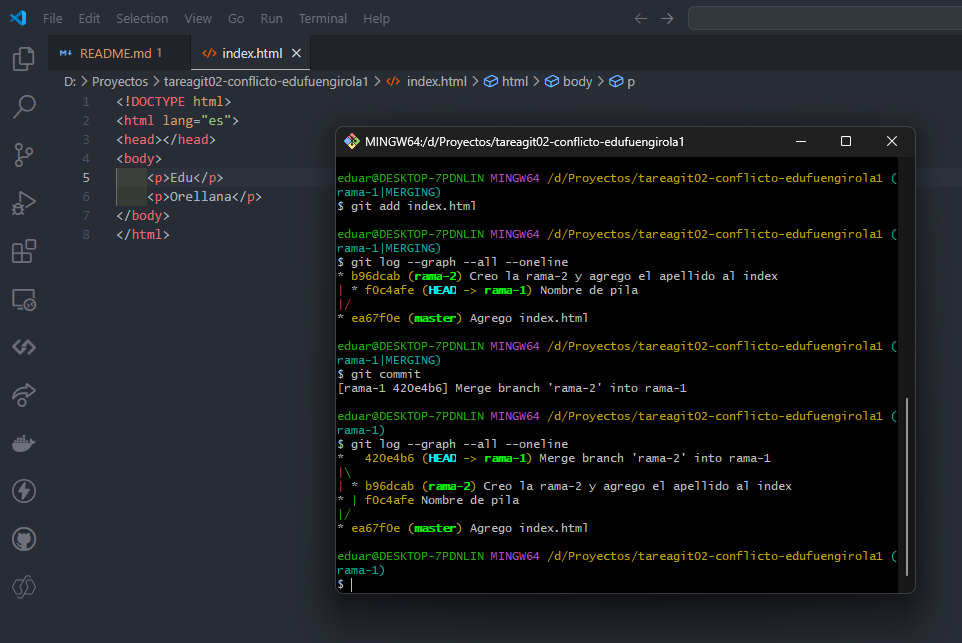 File Edit Selection View Go Run Terminal Help
README.md 1 index.html
D: > Proyectos > tareagit02-conflicto-edufuengirola1 > index.html > html > body > p
1 <!DOCTYPE html>
2 <html lang="es">
3 <head></head>
4 <body>
5 <p>Edu</p>
6 <p>Orellana</p>
7 </body>
8 </html>
MINGW64:/d/Proyectos/tareagit02-conflicto-edufuengirola1
eduar@DESKTOP-7PDNLIN MINGW64 /d/Proyectos/tareagit02-conflicto-edufuengirola1 (
rama-1|MERGING)
$ git add index.html
eduar@DESKTOP-7PDNLIN MINGW64 /d/Proyectos/tareagit02-conflicto-edufuengirola1 (
rama-1|MERGING)
$ git log --graph --all --oneline
* b96dcab (rama-2) Creo la rama-2 y agrego el apellido al index
| * f0c4afe (HEAD -> rama-1) Nombre de pila
|/
* ea67f0e (master) Agrego index.html
eduar@DESKTOP-7PDNLIN MINGW64 /d/Proyectos/tareagit02-conflicto-edufuengirola1 (
rama-1|MERGING)
$ git commit
[rama-1 420e4b6] Merge branch 'rama-2' into rama-1
eduar@DESKTOP-7PDNLIN MINGW64 /d/Proyectos/tareagit02-conflicto-edufuengirola1 (
rama-1)
$ git log --graph --all --oneline
*   420e4b6 (HEAD -> rama-1) Merge branch 'rama-2' into rama-1
|\
| * b96dcab (rama-2) Creo la rama-2 y agrego el apellido al index
* | f0c4afe Nombre de pila
|/
* ea67f0e (master) Agrego index.html
eduar@DESKTOP-7PDNLIN MINGW64 /d/Proyectos/tareagit02-conflicto-edufuengirola1 (
rama-1)
$